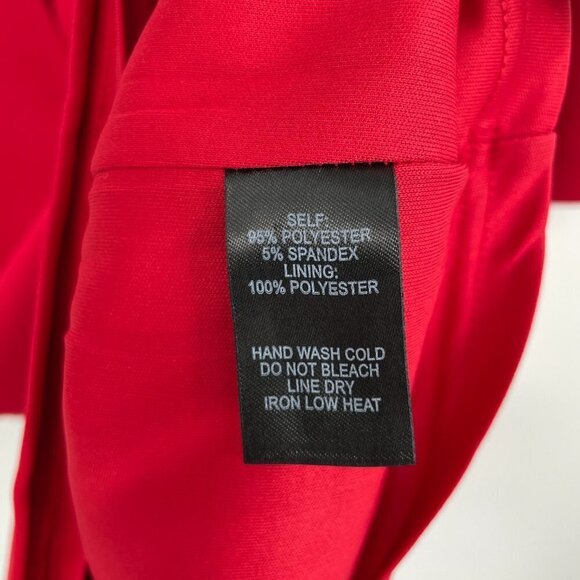 SELF:
95% POLYESTER
5% SPANDEX
LINING:
100% POLYESTER
HAND WASH COLD
DO NOT BLEACH
LINE DRY
IRON LOW HEAT